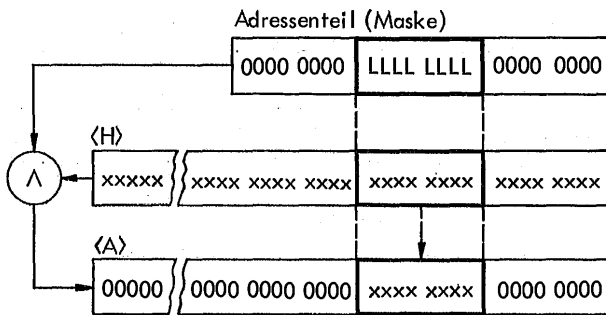 Adressenteil (Maske)
0000 0000 LLLL LLLL 0000 0000
⟨H⟩
∧ xxxxx xxxx xxxx xxxx xxxx xxxx xxxx xxxx
⟨A⟩
00000 0000 0000 0000 xxxx xxxx 0000 0000